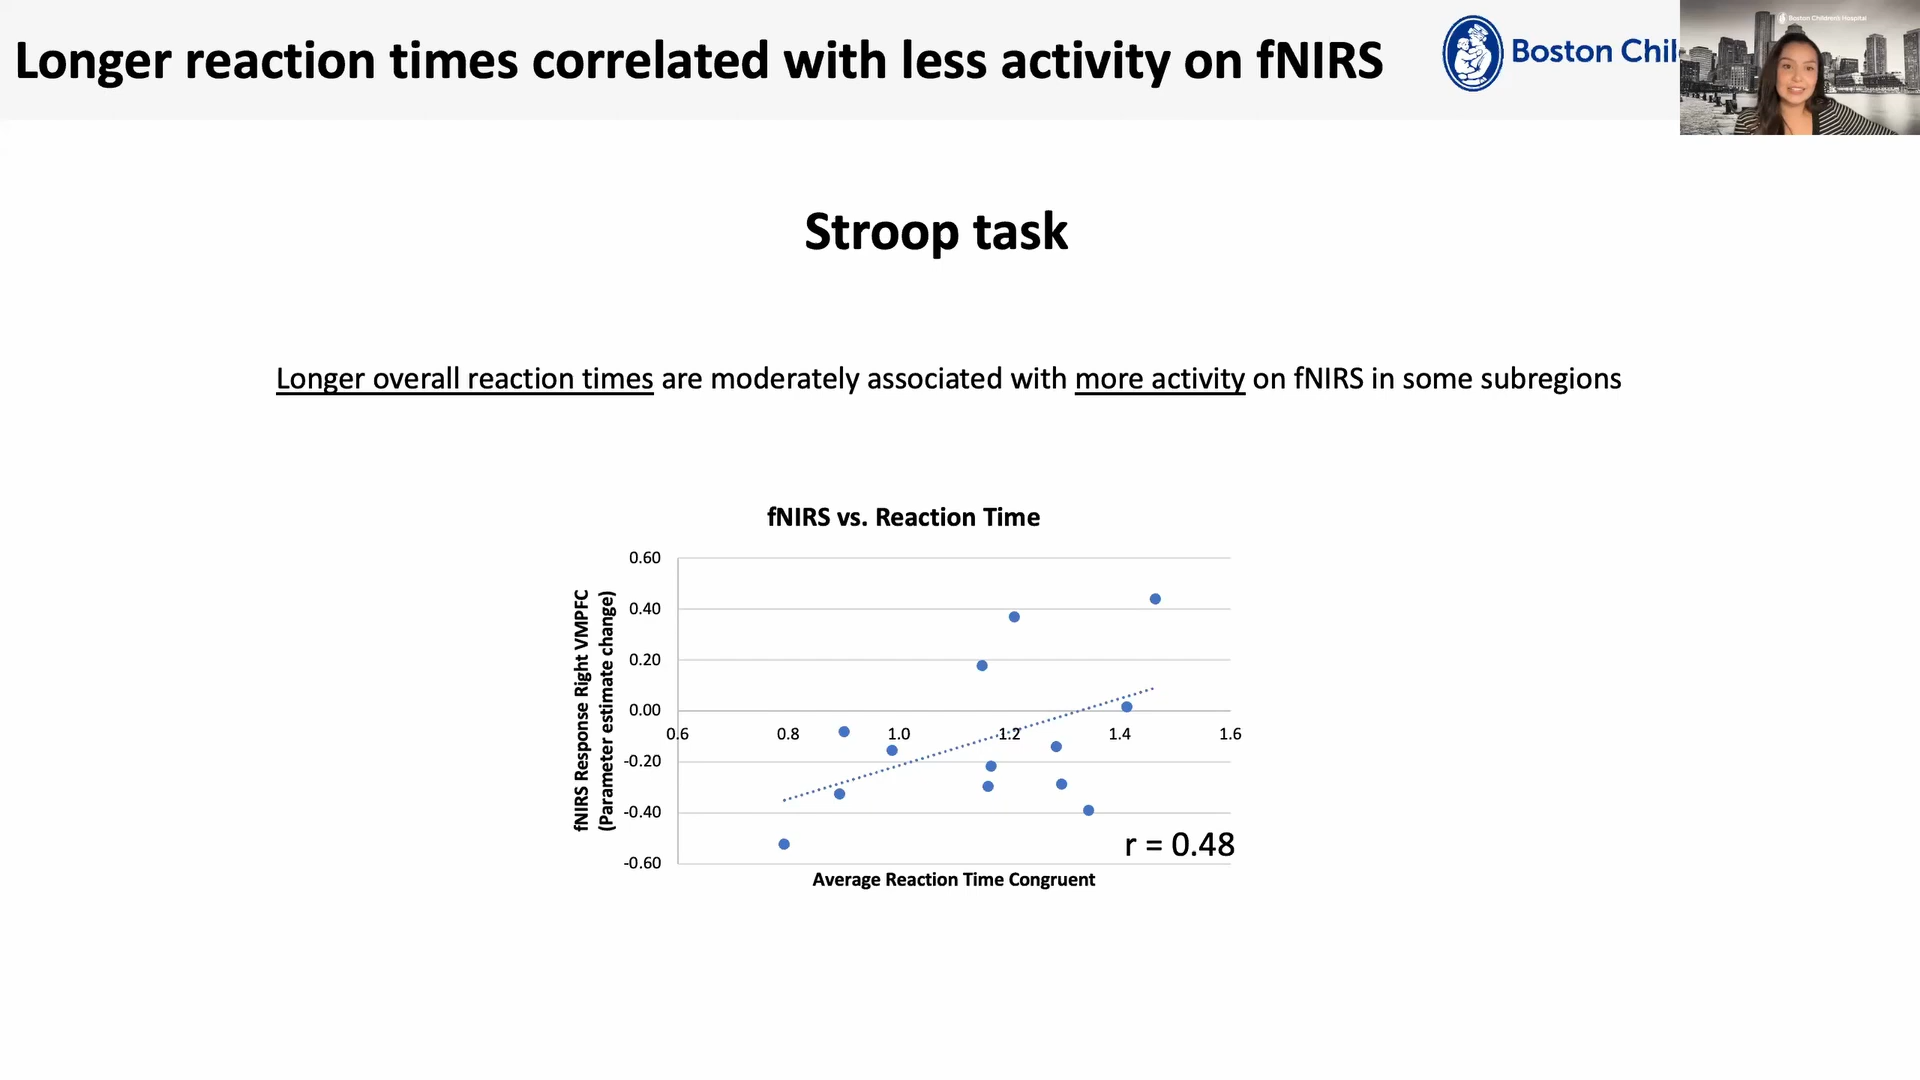 Longer reaction times correlated with less activity on fNIRS
Boston Chil
Boston Children's Hospital
Stroop task
Longer overall reaction times are moderately associated with more activity on fNIRS in some subregions
fNIRS vs. Reaction Time
fNIRS Response Right VMPFC
(Parameter estimate change)
0.60
0.40
0.20
0.00
-0.20
-0.40
-0.60
0.6 0.8 1.0 1.2 1.4 1.6
r = 0.48
Average Reaction Time Congruent